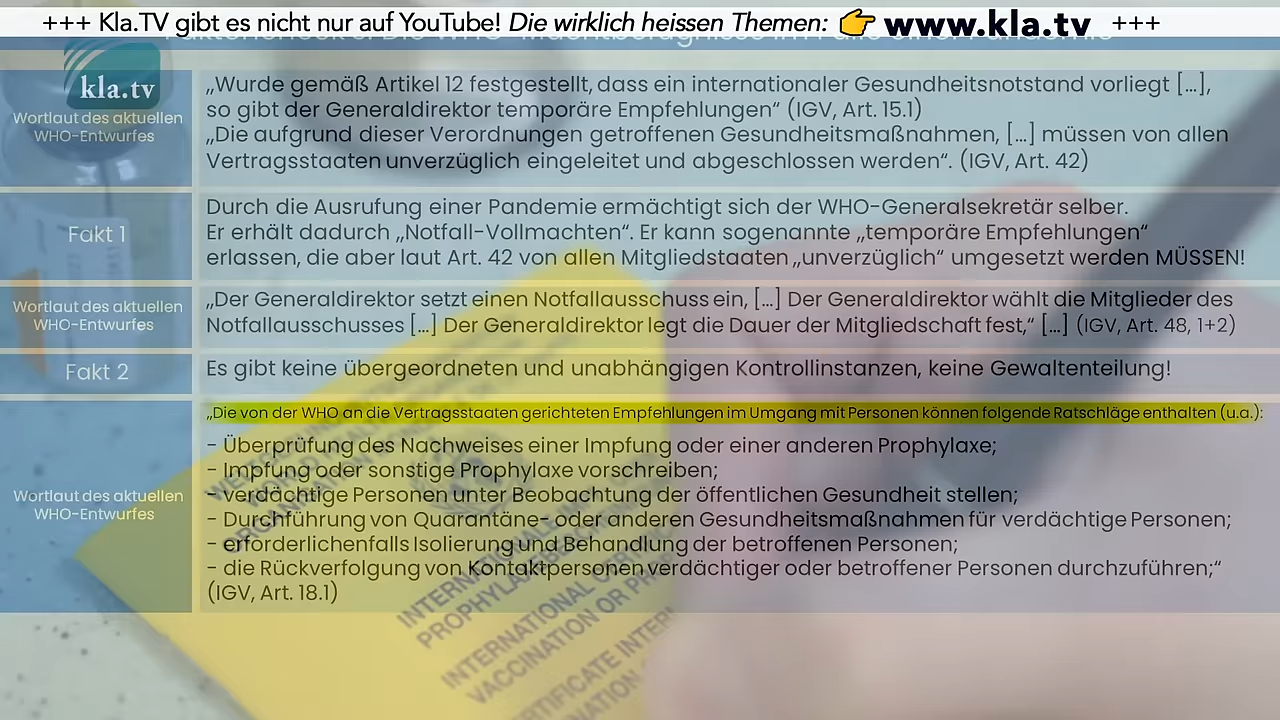 +++ Kla.TV gibt es nicht nur auf YouTube! Die wirklich heissen Themen: 👉 www.kla.tv +++
kla.tv
Wortlaut des aktuellen
WHO-Entwurfes
„Wurde gemäß Artikel 12 festgestellt, dass ein internationaler Gesundheitsnotstand vorliegt [...],
so gibt der Generaldirektor temporäre Empfehlungen“ (IGV, Art. 15.1)
„Die aufgrund dieser Verordnungen getroffenen Gesundheitsmaßnahmen, [...] müssen von allen
Vertragsstaaten unverzüglich eingeleitet und abgeschlossen werden“. (IGV, Art. 42)
Fakt 1
Durch die Ausrufung einer Pandemie ermächtigt sich der WHO-Generalsekretär selber.
Er erhält dadurch „Notfall-Vollmachten“. Er kann sogenannte „temporäre Empfehlungen“
erlassen, die aber laut Art. 42 von allen Mitgliedstaaten „unverzüglich“ umgesetzt werden MÜSSEN!
Wortlaut des aktuellen
WHO-Entwurfes
„Der Generaldirektor setzt einen Notfallausschuss ein, [...] Der Generaldirektor wählt die Mitglieder des
Notfallausschusses [...] Der Generaldirektor legt die Dauer der Mitgliedschaft fest,“ [...] (IGV, Art. 48, 1+2)
Fakt 2
Es gibt keine übergeordneten und unabhängigen Kontrollinstanzen, keine Gewaltenteilung!
Wortlaut des aktuellen
WHO-Entwurfes
„Die von der WHO an die Vertragsstaaten gerichteten Empfehlungen im Umgang mit Personen können folgende Ratschläge enthalten (u.a.):
- Überprüfung des Nachweises einer Impfung oder einer anderen Prophylaxe;
- Impfung oder sonstige Prophylaxe vorschreiben;
- verdächtige Personen unter Beobachtung der öffentlichen Gesundheit stellen;
- Durchführung von Quarantäne- oder anderen Gesundheitsmaßnahmen für verdächtige Personen;
- erforderlichenfalls Isolierung und Behandlung der betroffenen Personen;
- die Rückverfolgung von Kontaktpersonen verdächtiger oder betroffener Personen durchzuführen;“
(IGV, Art. 18.1)
INTERNATIONALE
PROPHYLAXE
INTERNATIONAL
VACCINATION OR
INTER